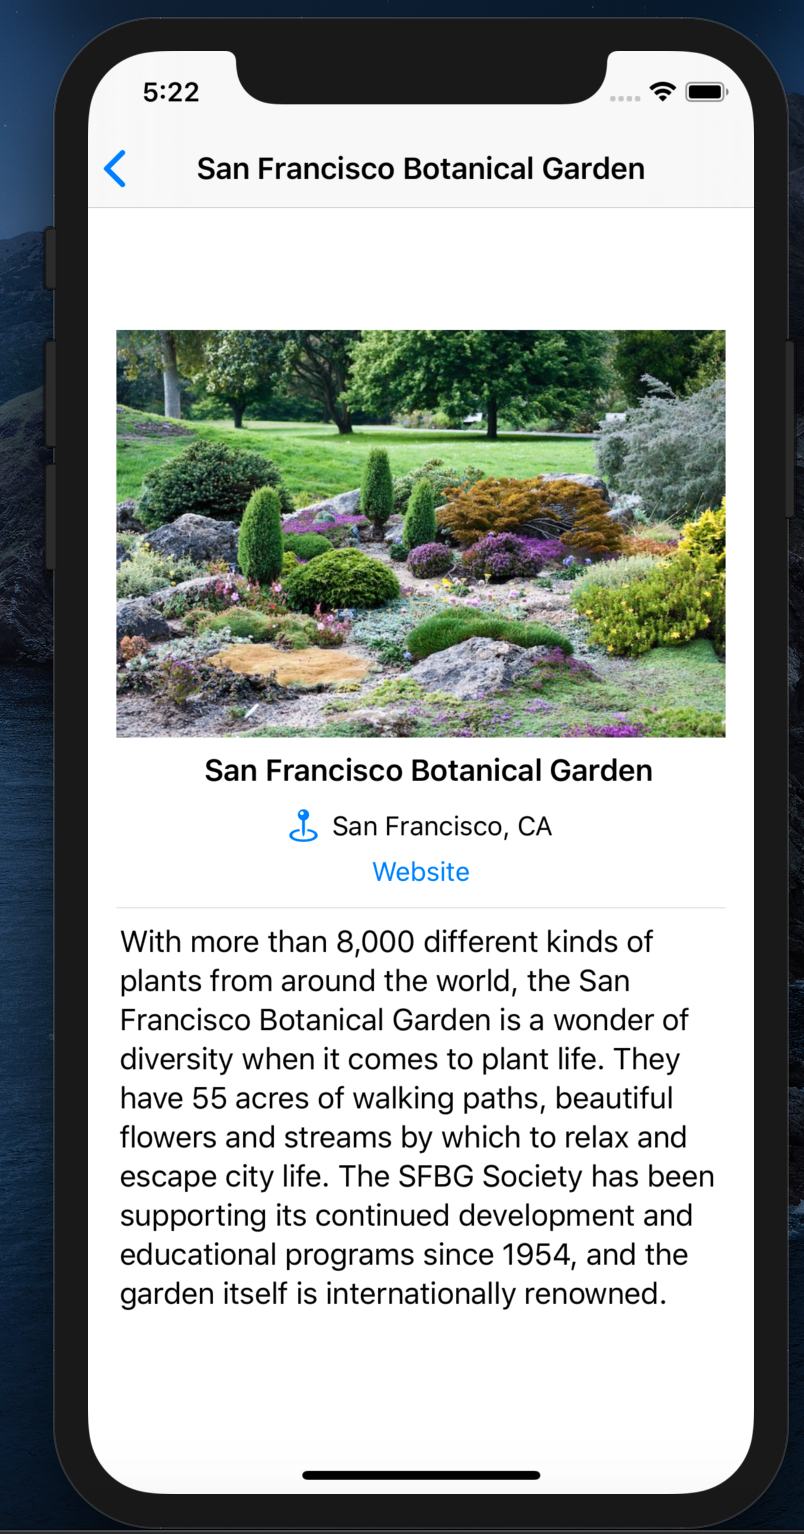 5:22
San Francisco Botanical Garden
San Francisco Botanical Garden
San Francisco, CA
Website
With more than 8,000 different kinds of
plants from around the world, the San
Francisco Botanical Garden is a wonder of
diversity when it comes to plant life. They
have 55 acres of walking paths, beautiful
flowers and streams by which to relax and
escape city life. The SFBG Society has been
supporting its continued development and
educational programs since 1954, and the
garden itself is internationally renowned.